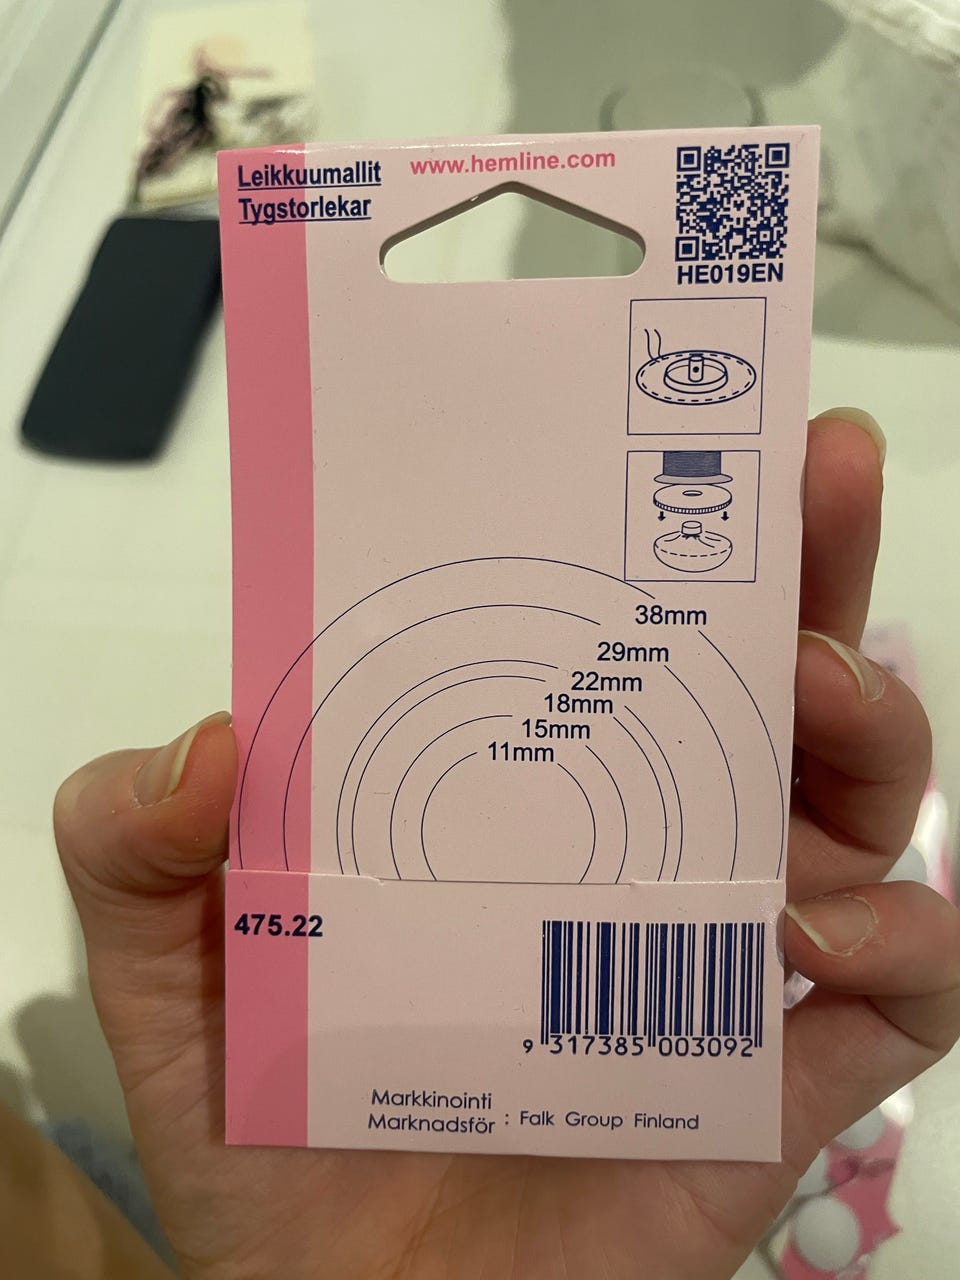 Leikkuumallit
Tygstorlekar
www.hemline.com
HE019EN
38mm
29mm
22mm
18mm
15mm
11mm
475.22
9 317385 003092
Markkinointi
Marknadsför : Falk Group Finland